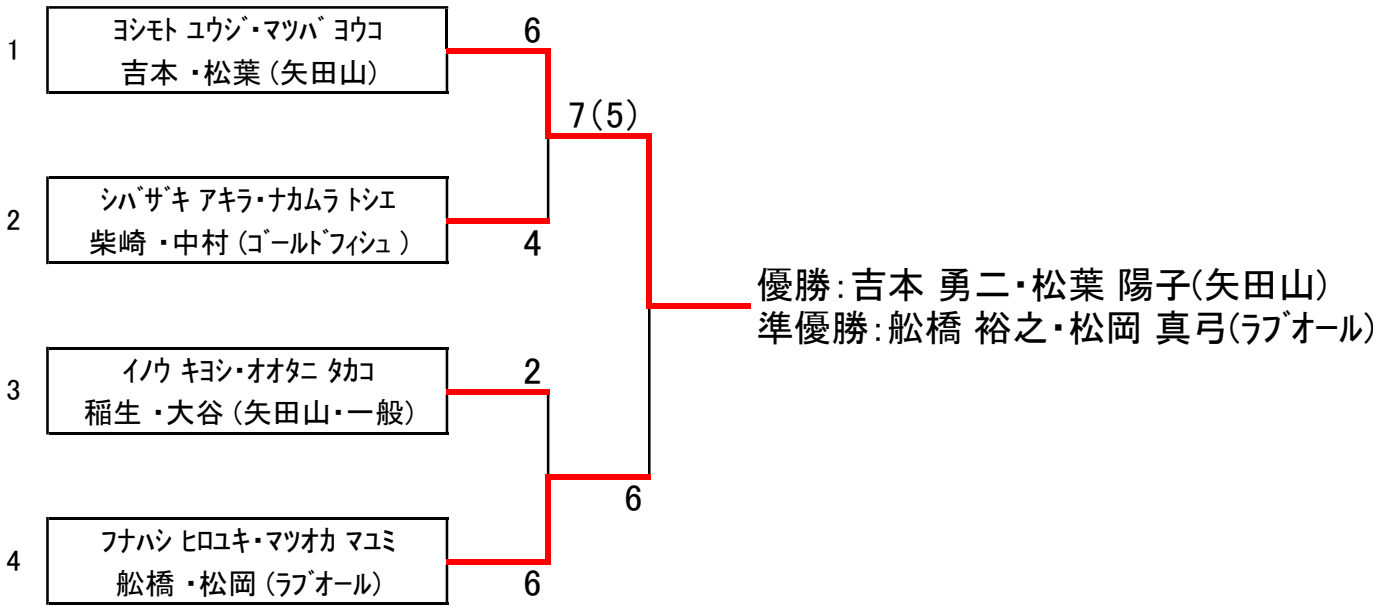 1
ﾖｼﾓﾄ ﾕｳｼﾞ・ﾏﾂﾊﾞ ﾖｳｺ
吉本 ・松葉 (矢田山)
6
7(5)
2
ｼﾊﾞｻﾞｷ ｱｷﾗ・ﾅｶﾑﾗ ﾄｼｴ
柴崎 ・中村 (ｺﾞｰﾙﾄﾞﾌｨｼｭ)
4
優勝：吉本 勇二・松葉 陽子(矢田山)
準優勝：舩橋 裕之・松岡 真弓(ﾗﾌﾞｵｰﾙ)
3
ｲﾉｳ ｷﾖｼ・ｵｵﾀﾆ ﾀｶｺ
稲生 ・大谷 (矢田山・一般)
2
6
4
ﾌﾅﾊｼ ﾋﾛﾕｷ・ﾏﾂｵｶ ﾏﾕﾐ
舩橋 ・松岡 (ﾗﾌﾞｵｰﾙ)
6